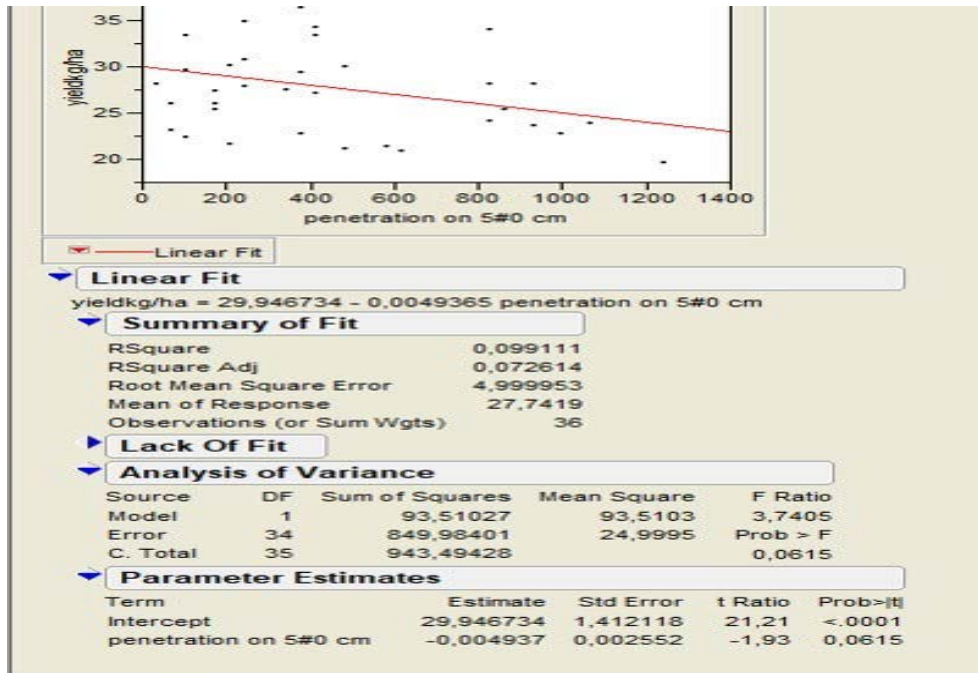 35
30
25
20
yieldkg/ha
0 200 400 600 800 1000 1200 1400
penetration on 5#0 cm
Linear Fit
Linear Fit
yieldkg/ha = 29,946734 - 0,0049365 penetration on 5#0 cm
Summary of Fit
RSquare 0,099111
RSquare Adj 0,072614
Root Mean Square Error 4,999953
Mean of Response 27,7419
Observations (or Sum Wgts) 36
Lack Of Fit
Analysis of Variance
Source DF Sum of Squares Mean Square F Ratio
Model 1 93,51027 93,5103 3,7405
Error 34 849,98401 24,9995 Prob > F
C. Total 35 943,49428 0,0615
Parameter Estimates
Term Estimate Std Error t Ratio Prob>|t|
Intercept 29,946734 1,412118 21,21 <.0001
penetration on 5#0 cm -0,004937 0,002552 -1,93 0,0615